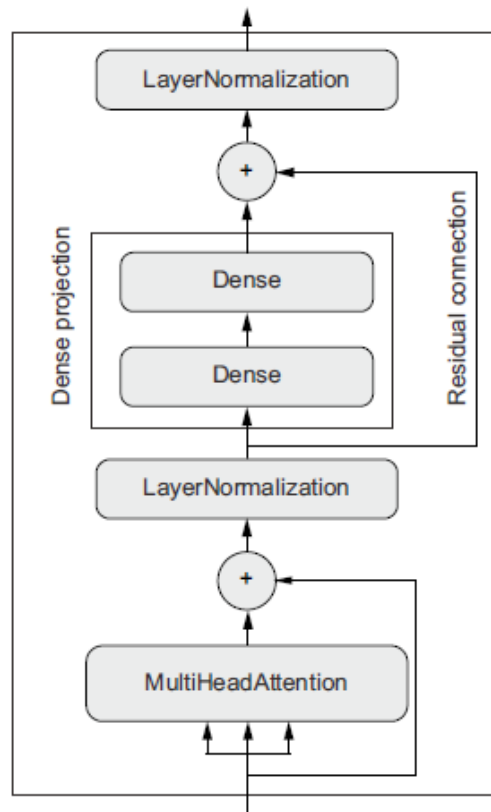 LayerNormalization
+
Dense projection
Dense
Residual connection
Dense
LayerNormalization
+
MultiHeadAttention